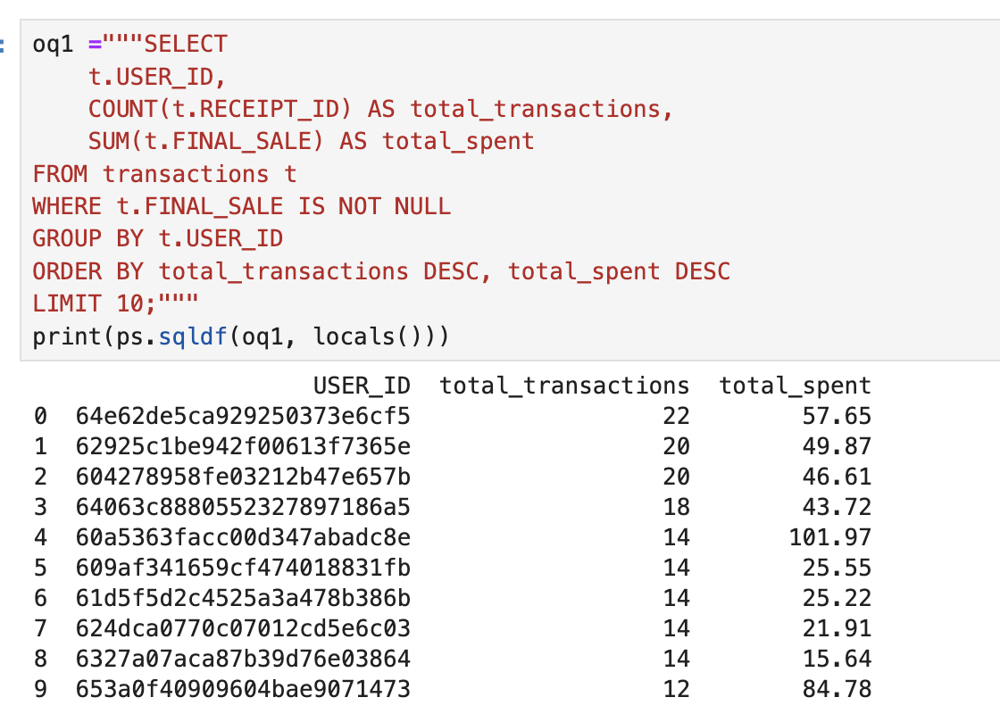 : oq1 ="""SELECT
t.USER_ID,
COUNT(t.RECEIPT_ID) AS total_transactions,
SUM(t.FINAL_SALE) AS total_spent
FROM transactions t
WHERE t.FINAL_SALE IS NOT NULL
GROUP BY t.USER_ID
ORDER BY total_transactions DESC, total_spent DESC
LIMIT 10;"""
print(ps.sqldf(oq1, locals()))
USER_ID total_transactions total_spent
0 64e62de5ca929250373e6cf5 22 57.65
1 62925c1be942f00613f7365e 20 49.87
2 604278958fe03212b47e657b 20 46.61
3 64063c8880552327897186a5 18 43.72
4 60a5363facc00d347abadc8e 14 101.97
5 609af341659cf474018831fb 14 25.55
6 61d5f5d2c4525a3a478b386b 14 25.22
7 624dca0770c07012cd5e6c03 14 21.91
8 6327a07aca87b39d76e03864 14 15.64
9 653a0f40909604bae9071473 12 84.78